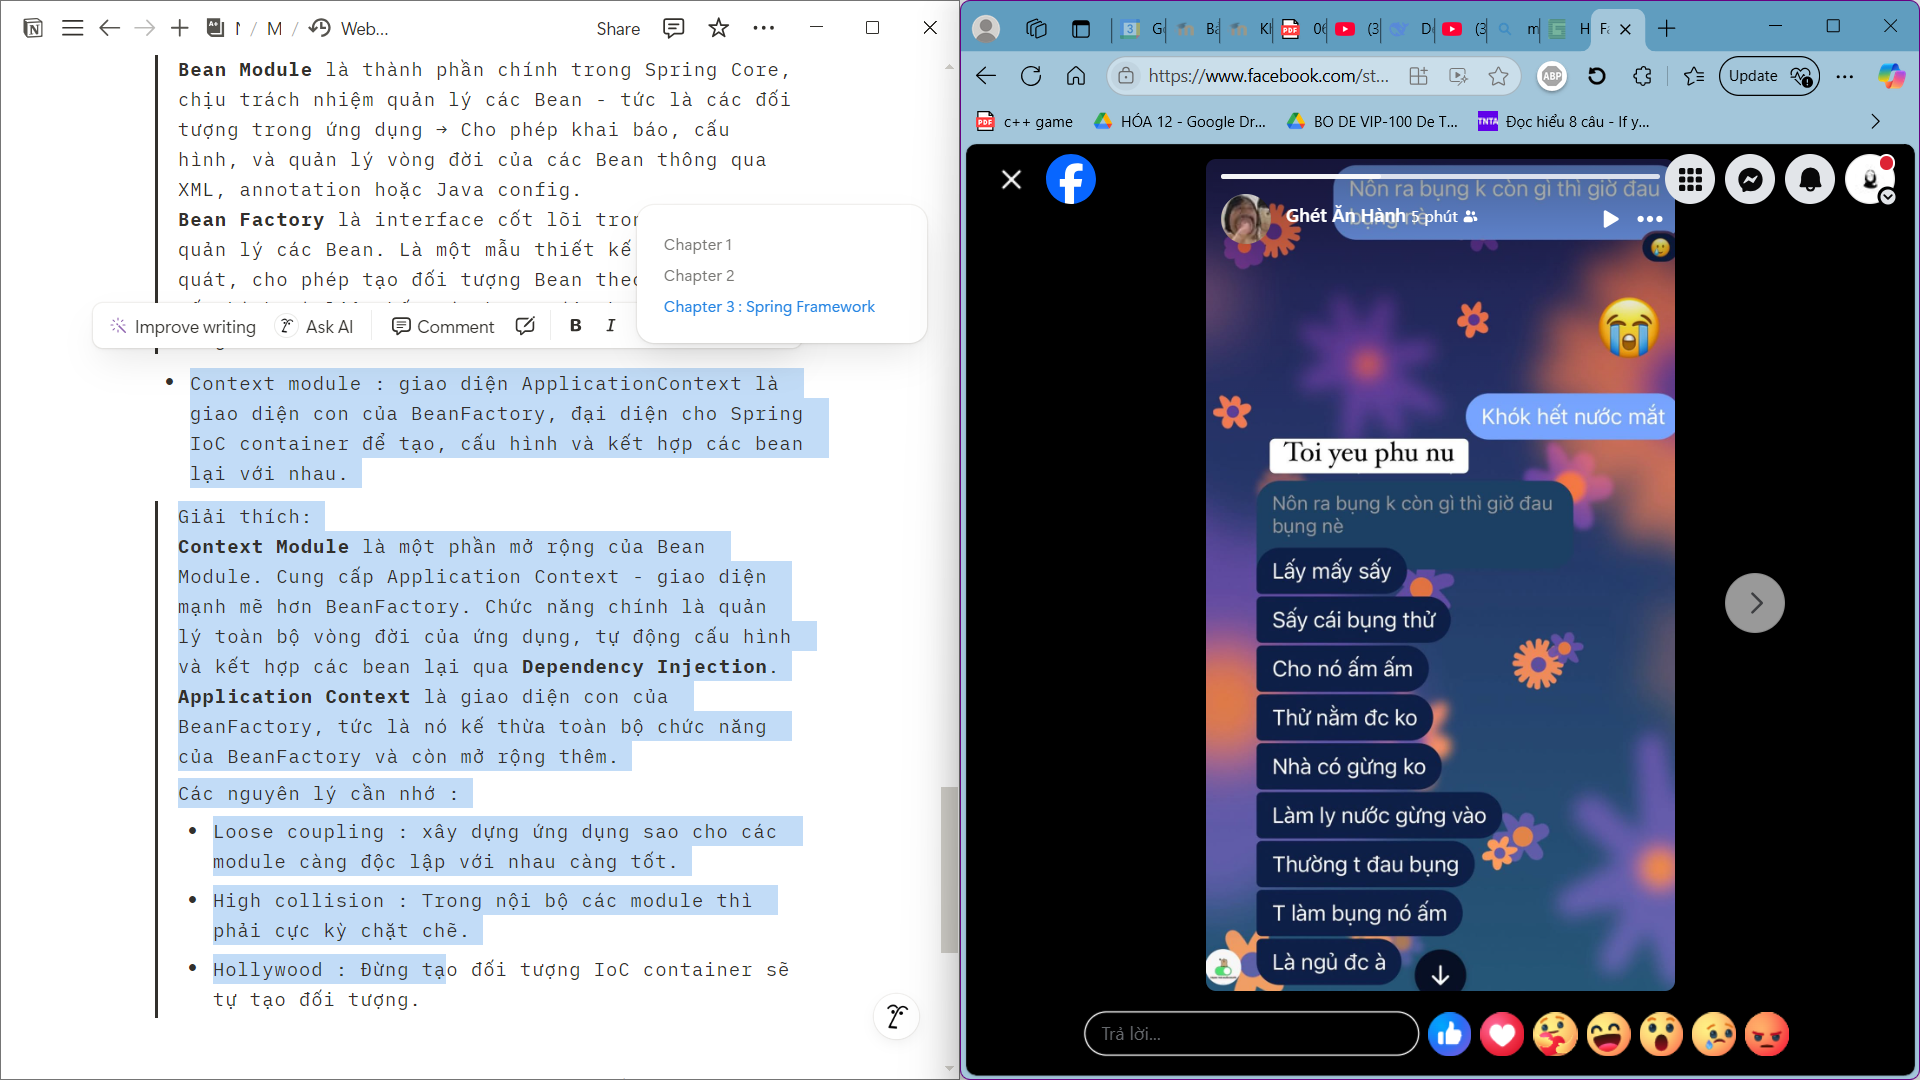 Web...
Share
Bean Module là thành phần chính trong Spring Core,
chịu trách nhiệm quản lý các Bean - tức là các đối
tượng trong ứng dụng → Cho phép khai báo, cấu
hình, và quản lý vòng đời của các Bean thông qua
XML, annotation hoặc Java config.
Bean Factory là interface cốt lõi
quản lý các Bean. Là một mẫu thiết kế
quát, cho phép tạo đối tượng Bean
Chapter 1
Chapter 2
Chapter 3 : Spring Framework
Improve writing
Ask AI
Comment
B
I
Context module : giao diện ApplicationContext là
giao diện con của BeanFactory, đại diện cho Spring
IoC container để tạo, cấu hình và kết hợp các bean
lại với nhau.
Giải thích:
Context Module là một phần mở rộng của Bean
Module. Cung cấp Application Context - giao diện
mạnh mẽ hơn BeanFactory. Chức năng chính là quản
lý toàn bộ vòng đời của ứng dụng, tự động cấu hình
và kết hợp các bean lại qua Dependency Injection.
Application Context là giao diện con của
BeanFactory, tức là nó kế thừa toàn bộ chức năng
của BeanFactory và còn mở rộng thêm.
Các nguyên lý cần nhớ :
Loose coupling : xây dựng ứng dụng sao cho các
module càng độc lập với nhau càng tốt.
High collision : Trong nội bộ các module thì
phải cực kỳ chặt chẽ.
Hollywood : Đừng tạo đối tượng IoC container sẽ
tự tạo đối tượng.
https://www.facebook.com/st...
ABP
Update
c++ game
HÓA 12 - Google Dr...
BO DE VIP-100 De T...
TNTA
Đọc hiểu 8 câu - If y...
Nôn ra bụng k còn gì thì giờ đau
bụng nè
Ghét Ăn Hành 5 phút
Khók hết nước mắt
Toi yeu phu nu
Nôn ra bụng k còn gì thì giờ đau
bụng nè
Lấy mấy sấy
Sấy cái bụng thử
Cho nó ấm ấm
Thử nằm đc ko
Nhà có gừng ko
Làm ly nước gừng vào
Thường t đau bụng
T làm bụng nó ấm
Là ngủ đc à
Trả lời...